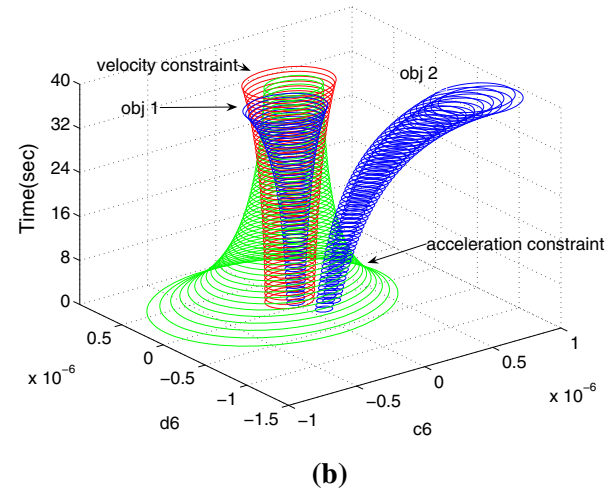 velocity constraint
obj 1
obj 2
acceleration constraint
Time(sec)
40
32
24
16
8
0
0.5
0
−0.5
−1
−1.5
x 10⁻⁶
d6
−1
−0.5
0
0.5
1
x 10⁻⁶
c6
(b)